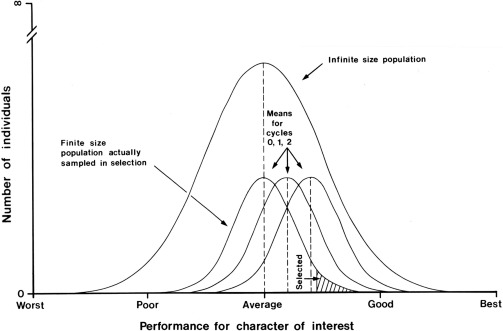 ∞
Infinite size population
Means
for
cycles
0, 1, 2
Finite size
population actually
sampled in selection
Number of individuals
Selected
0
Worst
Poor
Average
Good
Best
Performance for character of interest